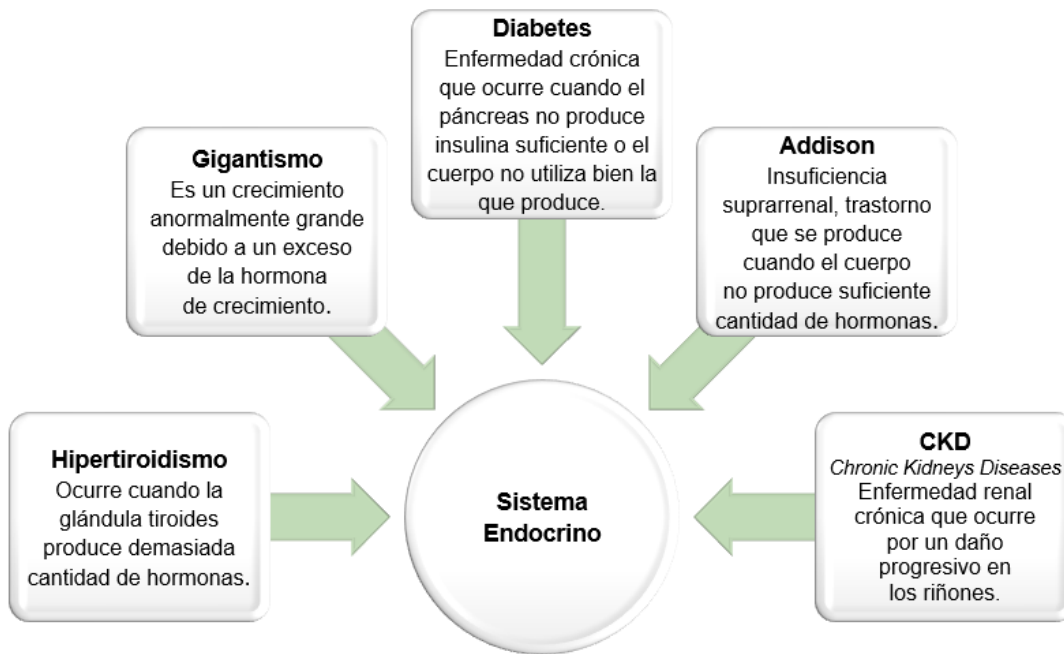 Diabetes
Enfermedad crónica
que ocurre cuando el
páncreas no produce
insulina suficiente o el
cuerpo no utiliza bien la
que produce.
Gigantismo
Es un crecimiento
anormalmente grande
debido a un exceso
de la hormona
de crecimiento.
Addison
Insuficiencia
suprarrenal, trastorno
que se produce
cuando el cuerpo
no produce suficiente
cantidad de hormonas.
Hipertiroidismo
Ocurre cuando la
glándula tiroides
produce demasiada
cantidad de hormonas.
Sistema
Endocrino
CKD
Chronic Kidneys Diseases
Enfermedad renal
crónica que ocurre
por un daño
progresivo en
los riñones.